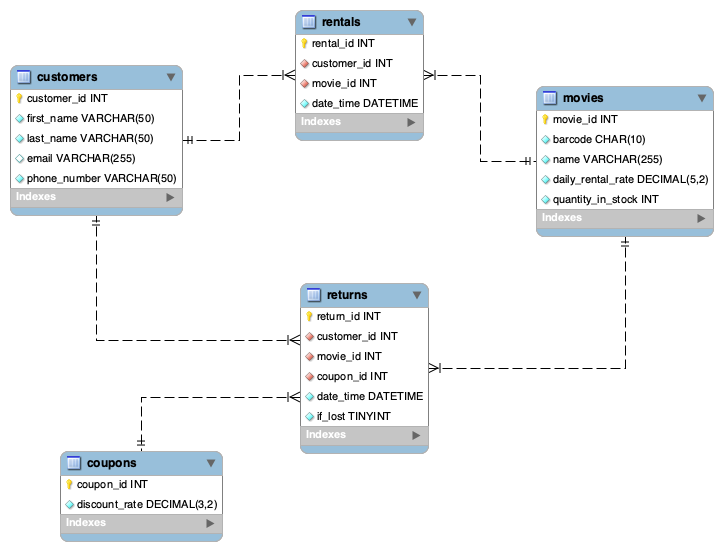 rentals
rental_id INT
customer_id INT
movie_id INT
date_time DATETIME
Indexes
customers
customer_id INT
first_name VARCHAR(50)
last_name VARCHAR(50)
email VARCHAR(255)
phone_number VARCHAR(50)
Indexes
movies
movie_id INT
barcode CHAR(10)
name VARCHAR(255)
daily_rental_rate DECIMAL(5,2)
quantity_in_stock INT
Indexes
returns
return_id INT
customer_id INT
movie_id INT
coupon_id INT
date_time DATETIME
if_lost TINYINT
Indexes
coupons
coupon_id INT
discount_rate DECIMAL(3,2)
Indexes